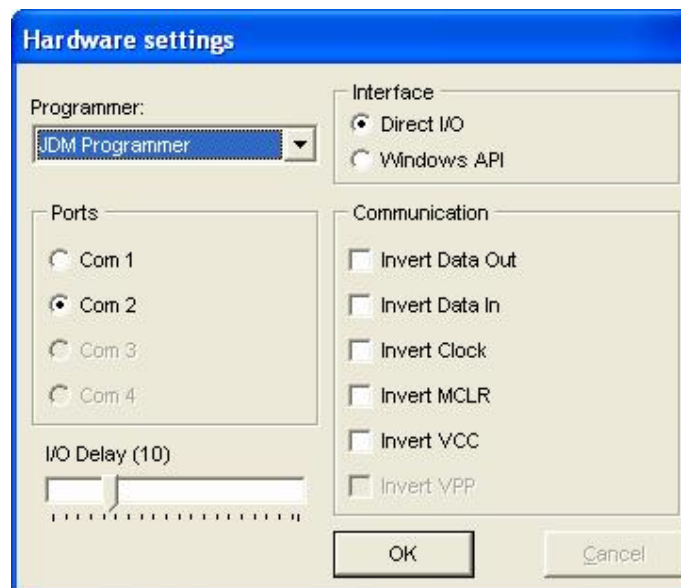 Hardware settings
Programmer:
JDM Programmer
Interface
Direct I/O
Windows API
Ports
Com 1
Com 2
Com 3
Com 4
Communication
Invert Data Out
Invert Data In
Invert Clock
Invert MCLR
Invert VCC
Invert VPP
I/O Delay (10)
OK
Cancel